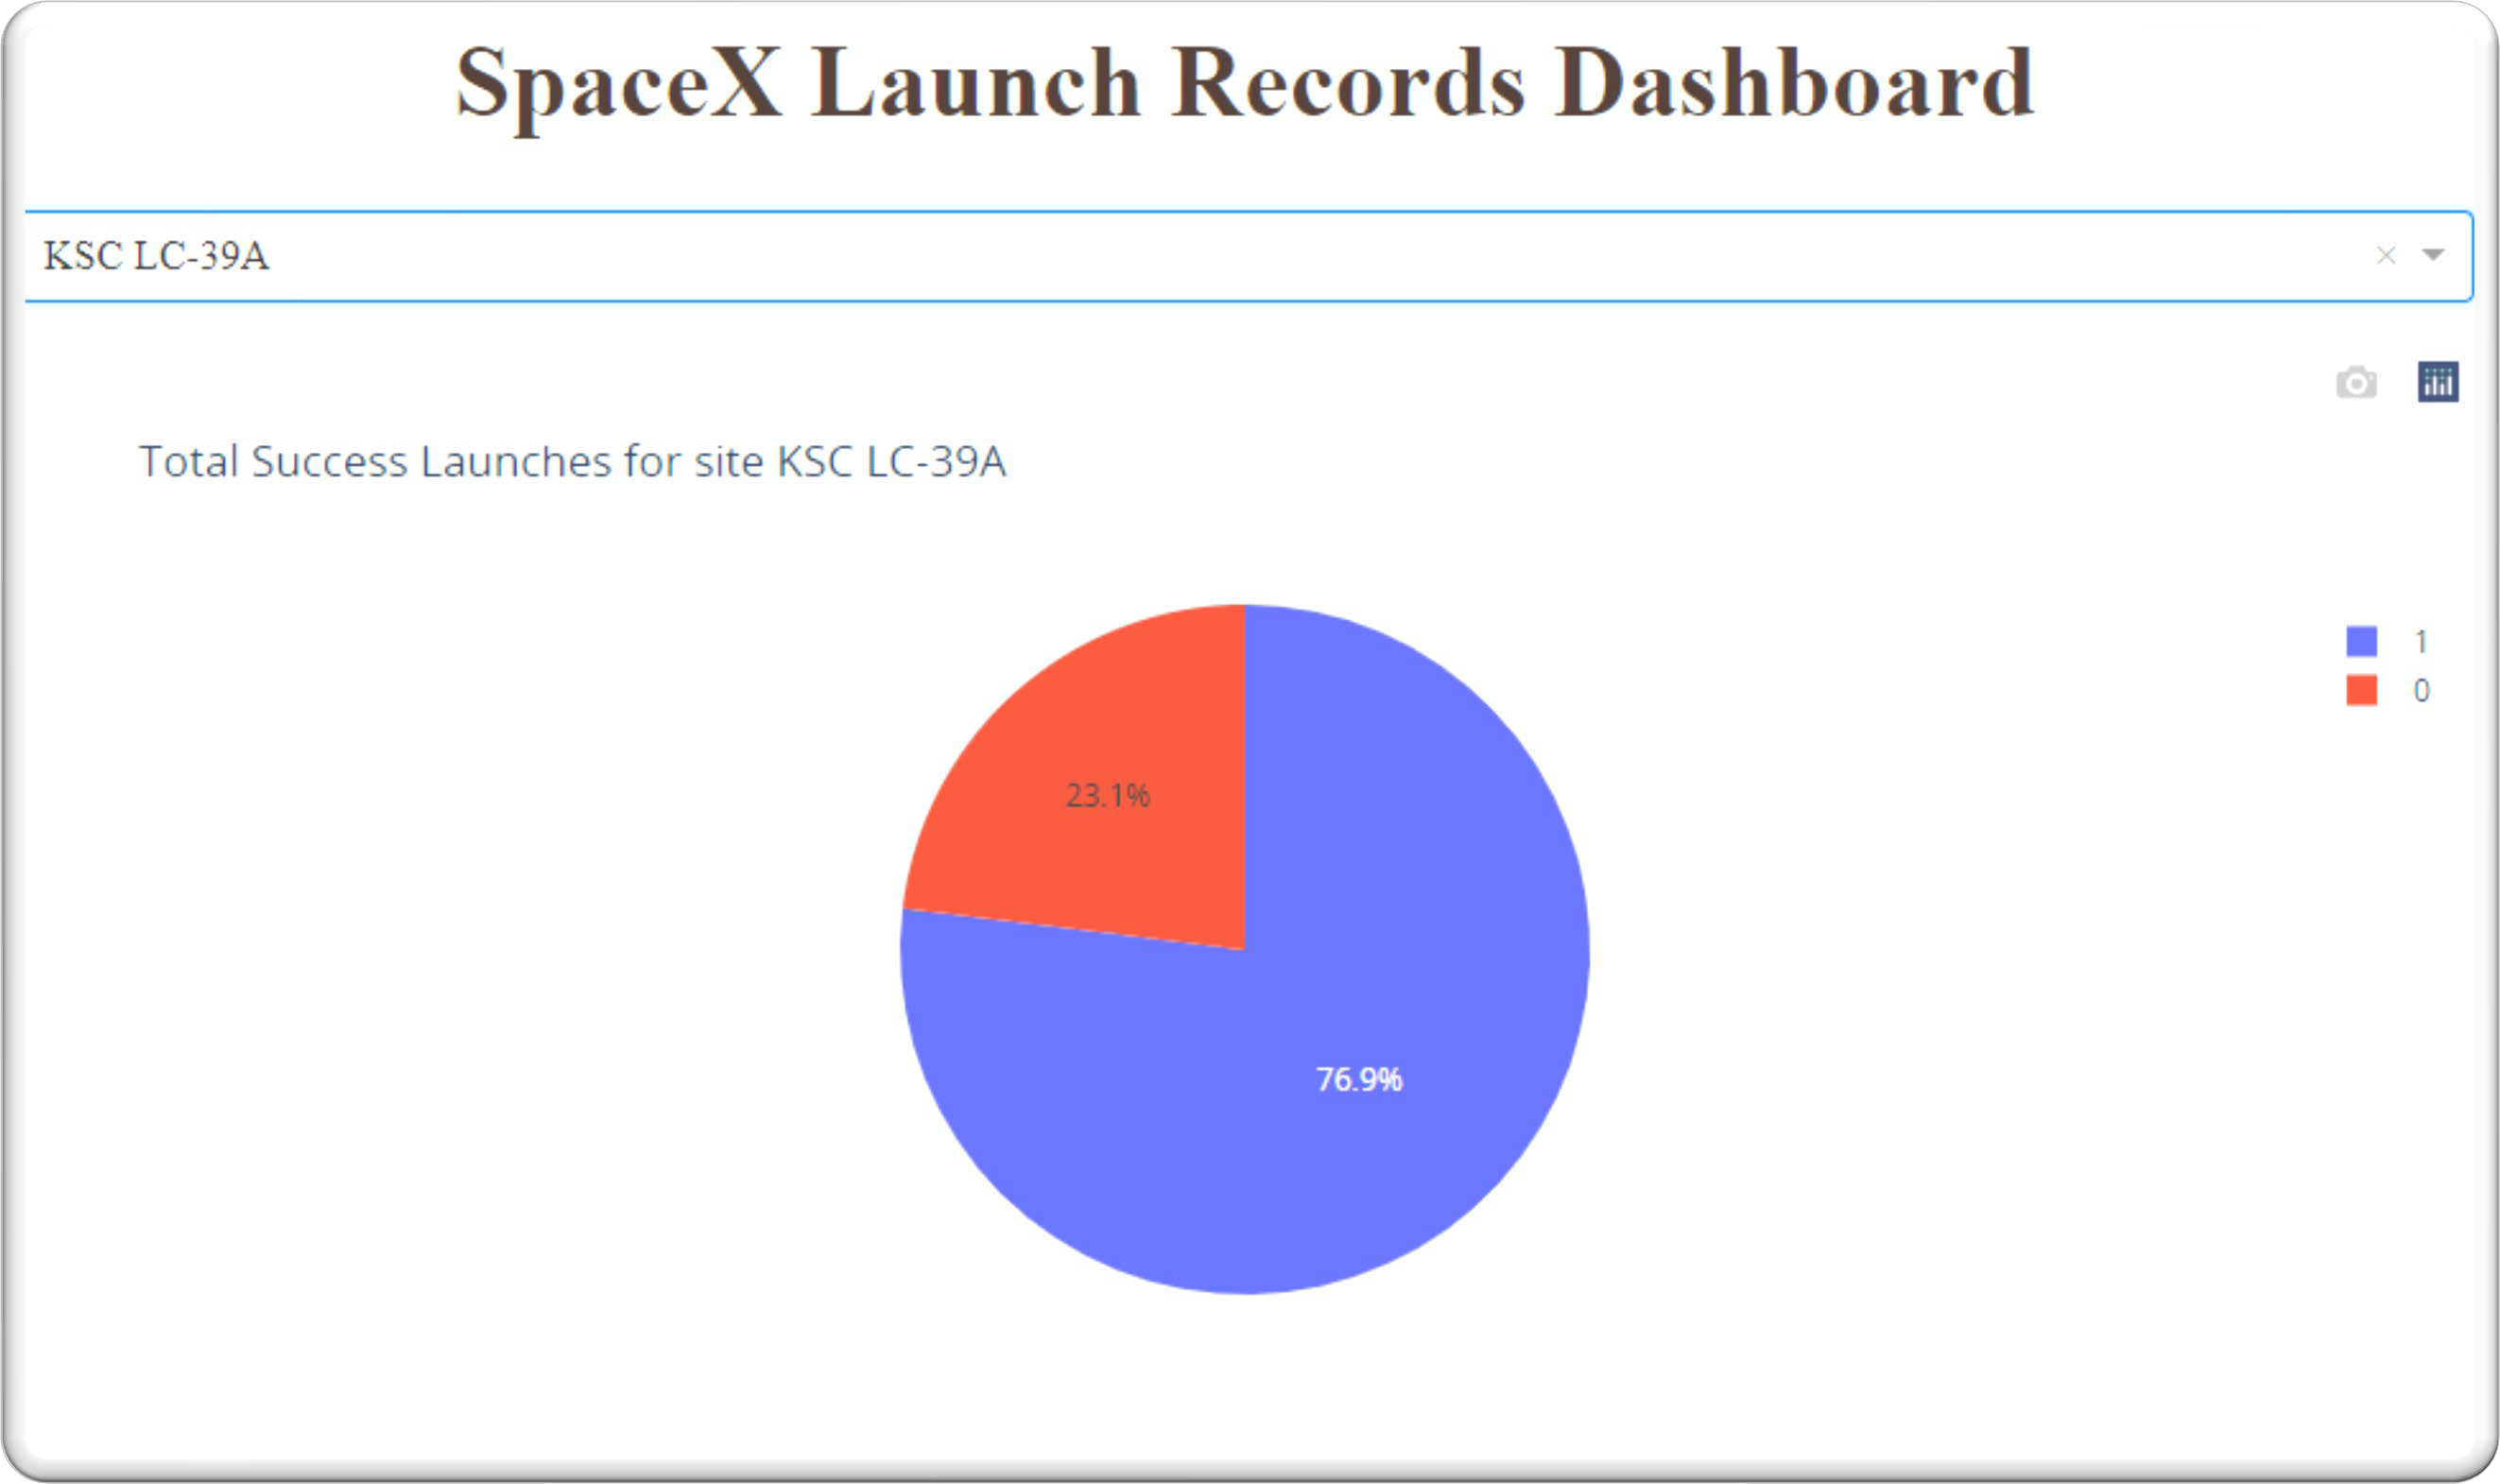 SpaceX Launch Records Dashboard
KSC LC-39A
Total Success Launches for site KSC LC-39A
1
0
23.1%
76.9%